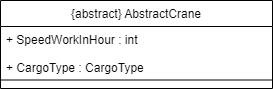 {abstract} AbstractCrane
+ SpeedWorkInHour : int
+ CargoType : CargoType